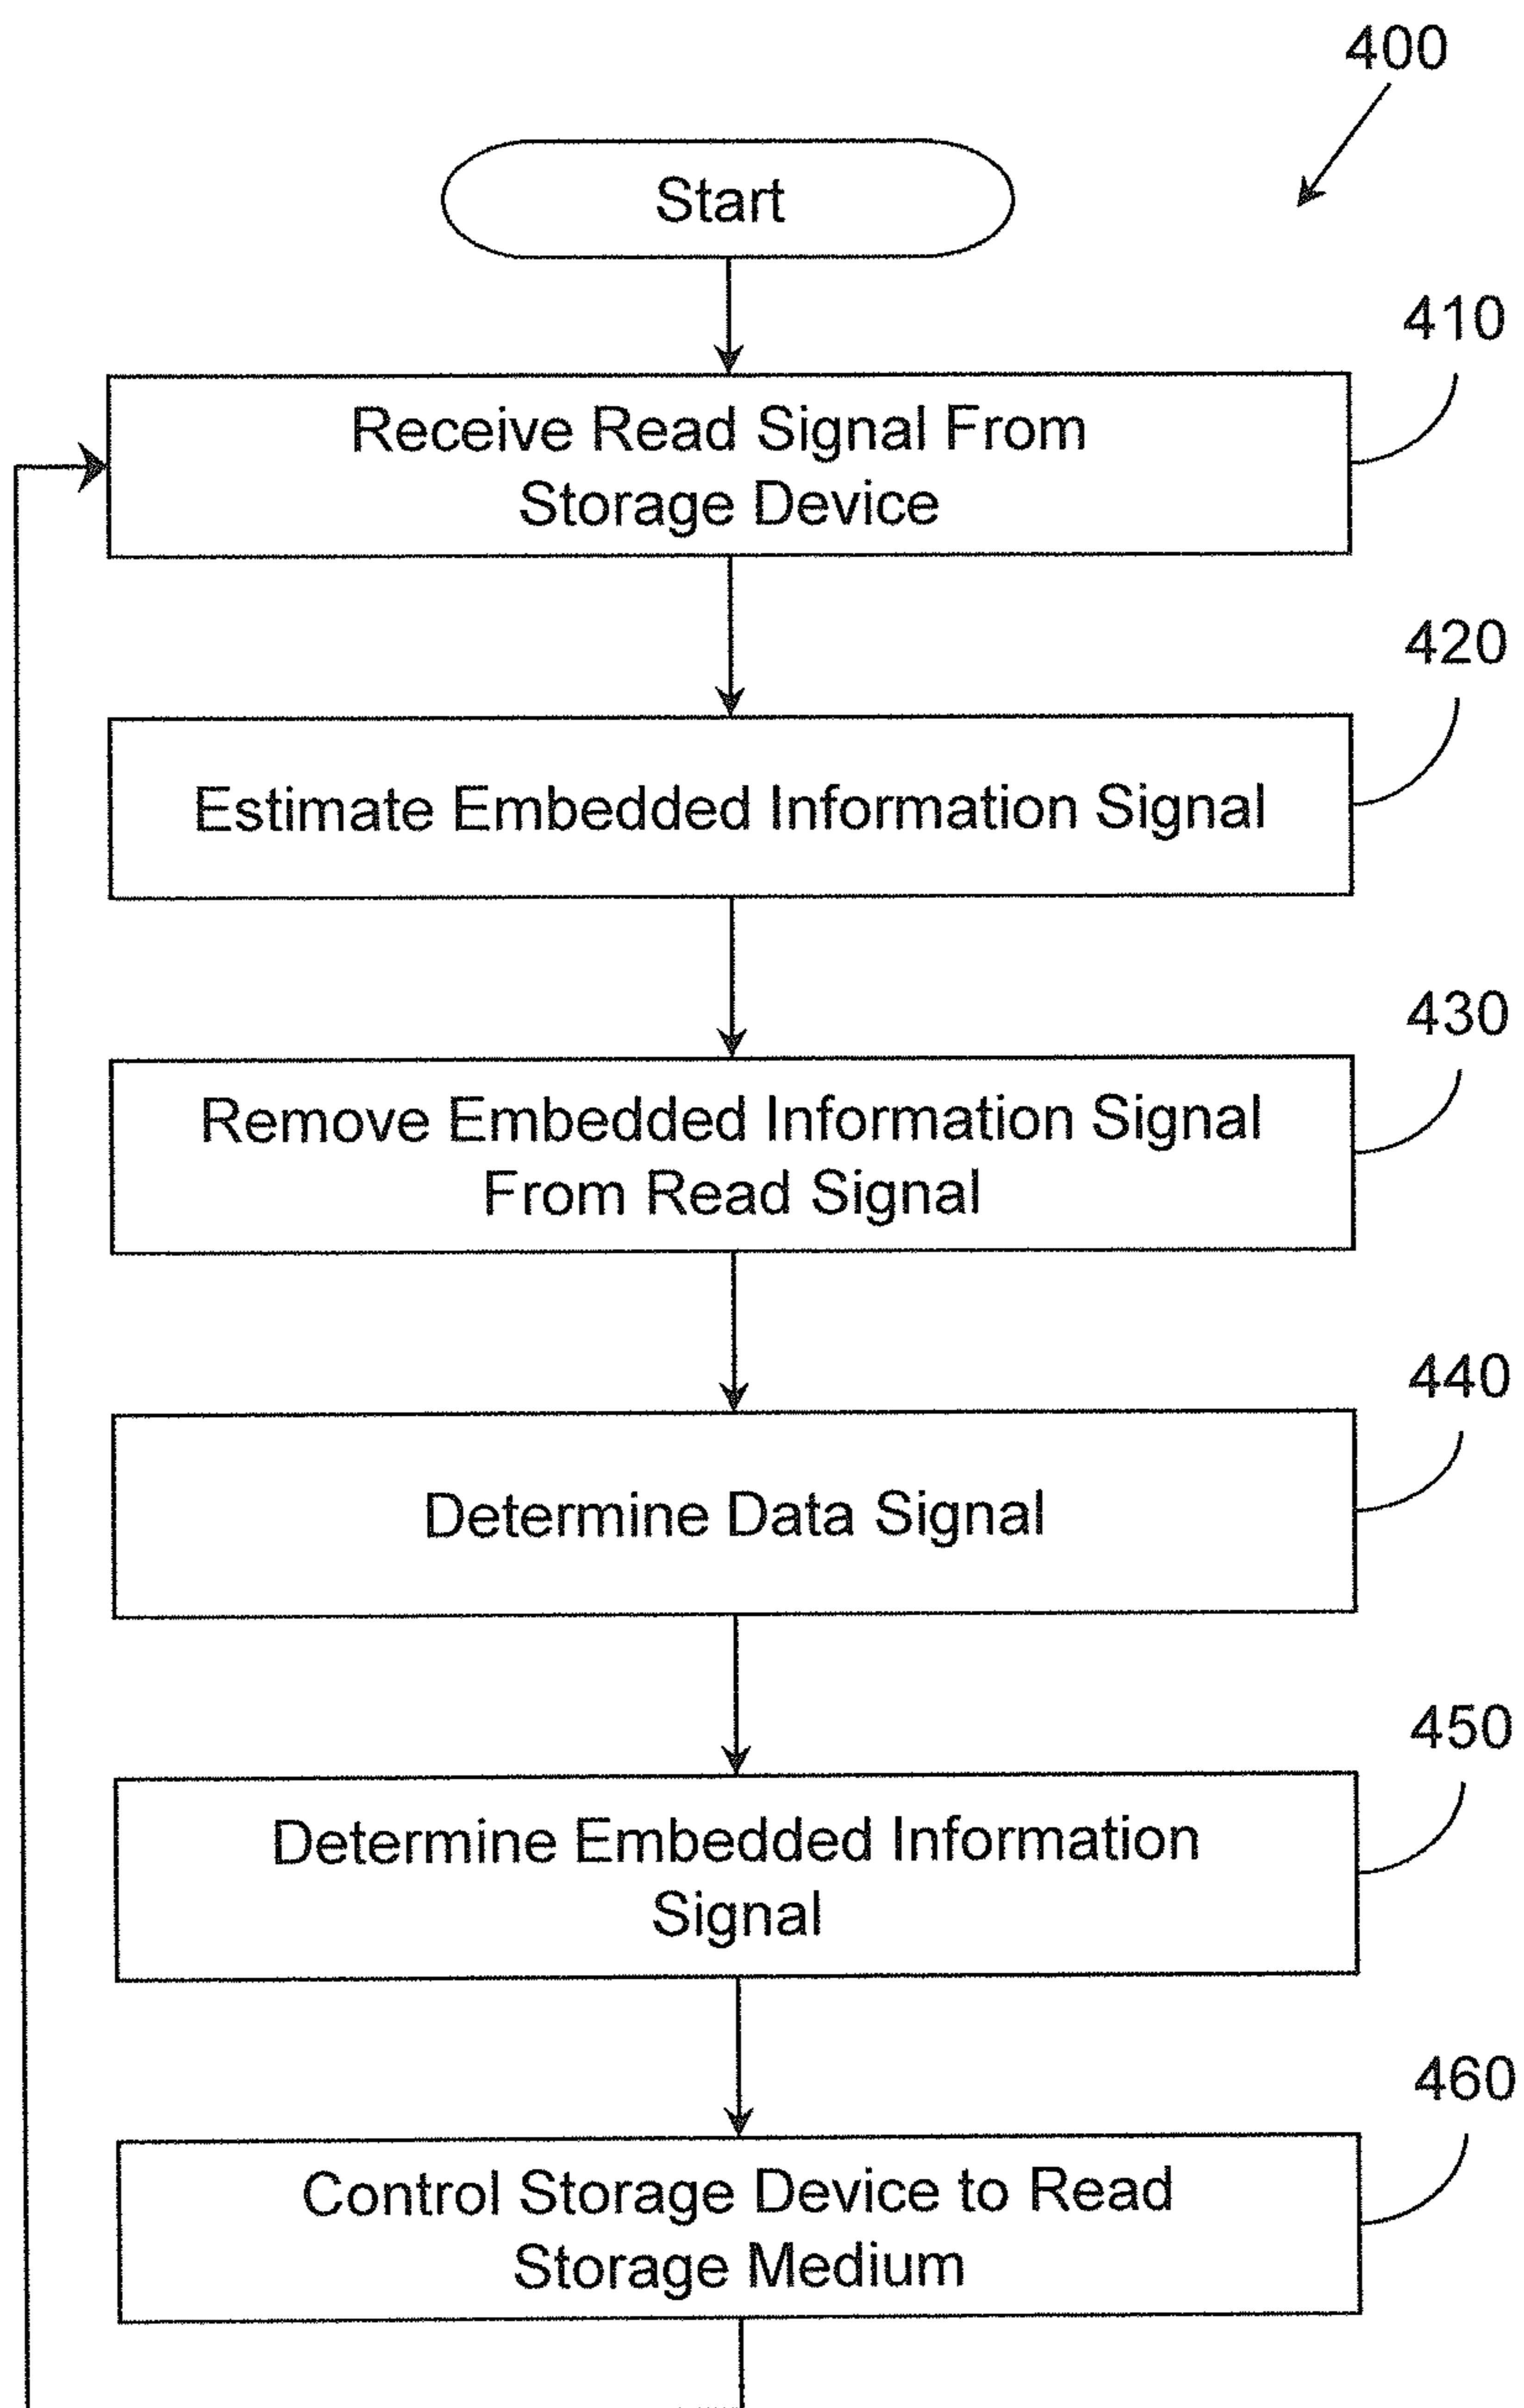 400
Start
410
Receive Read Signal From
Storage Device
420
Estimate Embedded Information Signal
430
Remove Embedded Information Signal
From Read Signal
440
Determine Data Signal
450
Determine Embedded Information
Signal
460
Control Storage Device to Read
Storage Medium